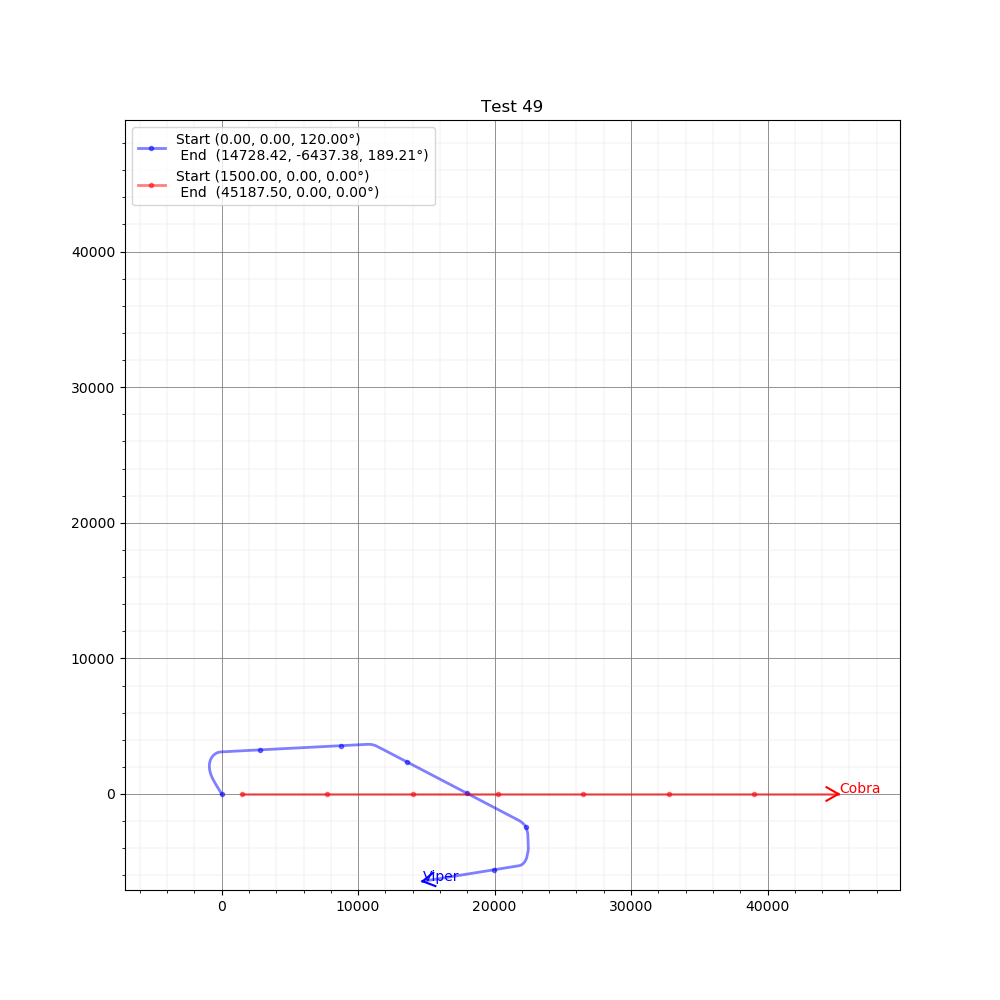 Test 49
Start (0.00, 0.00, 120.00°)
End  (14728.42, -6437.38, 189.21°)
Start (1500.00, 0.00, 0.00°)
End  (45187.50, 0.00, 0.00°)
40000
30000
20000
10000
0
Cobra
Viper
0
10000
20000
30000
40000